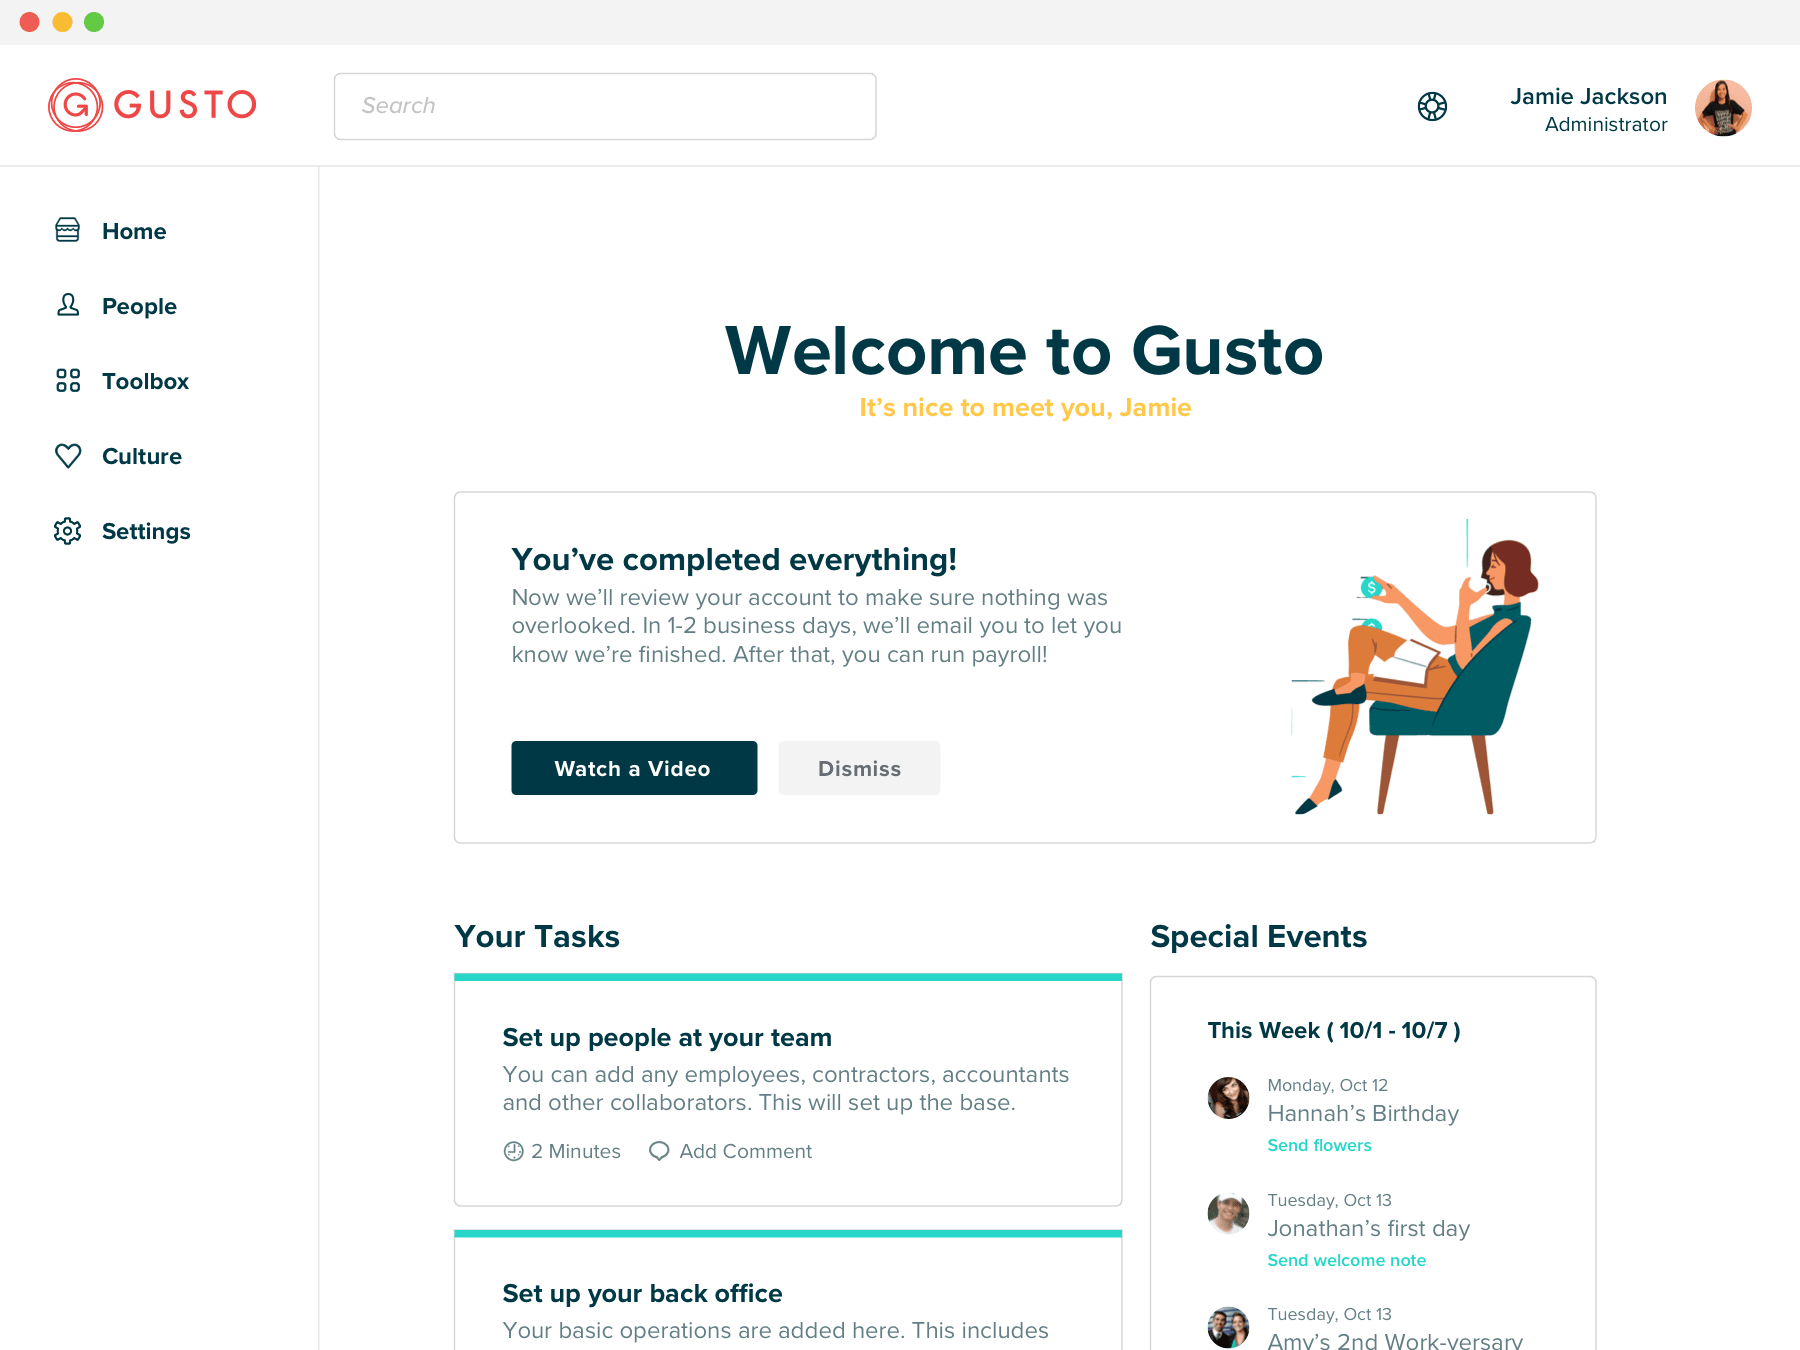 GUSTO
Search
Jamie Jackson
Administrator
Home
People
Toolbox
Culture
Settings
Welcome to Gusto
It’s nice to meet you, Jamie
You’ve completed everything!
Now we’ll review your account to make sure nothing was
overlooked. In 1-2 business days, we’ll email you to let you
know we’re finished. After that, you can run payroll!
Watch a Video
Dismiss
$
Your Tasks
Set up people at your team
You can add any employees, contractors, accountants
and other collaborators. This will set up the base.
2 Minutes
Add Comment
Set up your back office
Your basic operations are added here. This includes
Special Events
This Week ( 10/1 - 10/7 )
Monday, Oct 12
Hannah’s Birthday
Send flowers
Tuesday, Oct 13
Jonathan’s first day
Send welcome note
Tuesday, Oct 13
Amy’s 2nd Work-versary